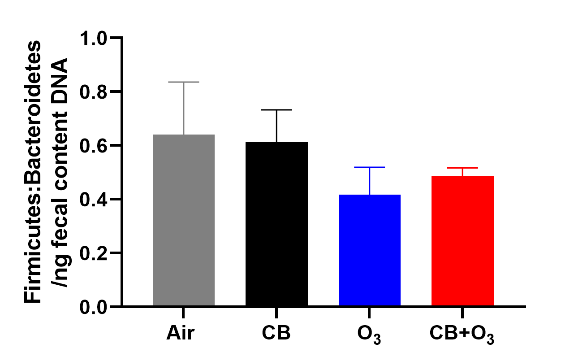 Firmicutes:Bacteroidetes
/ng fecal content DNA
1.0
0.8
0.6
0.4
0.2
0.0
Air CB O₃ CB+O₃